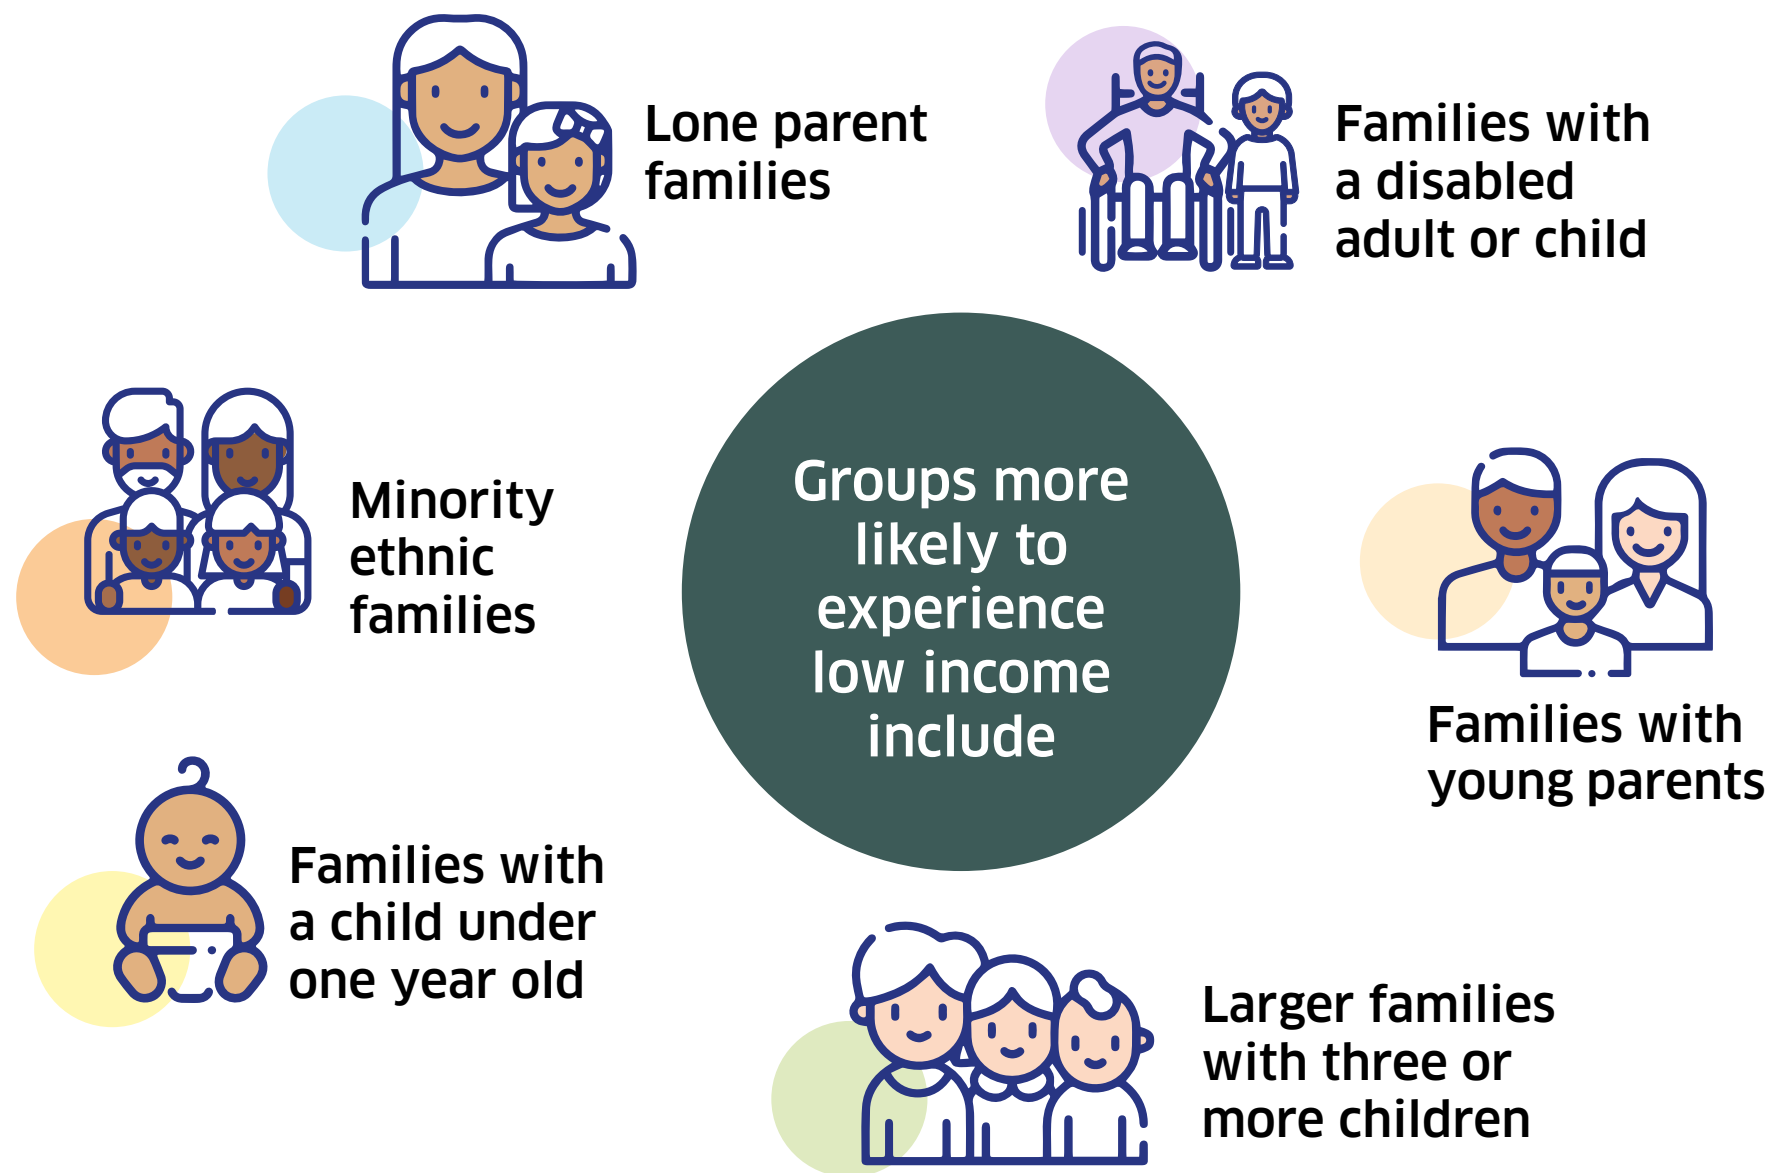 Lone parent
families
Families with
a disabled
adult or child
Minority
ethnic
families
Groups more
likely to
experience
low income
include
Families with
young parents
Families with
a child under
one year old
Larger families
with three or
more children